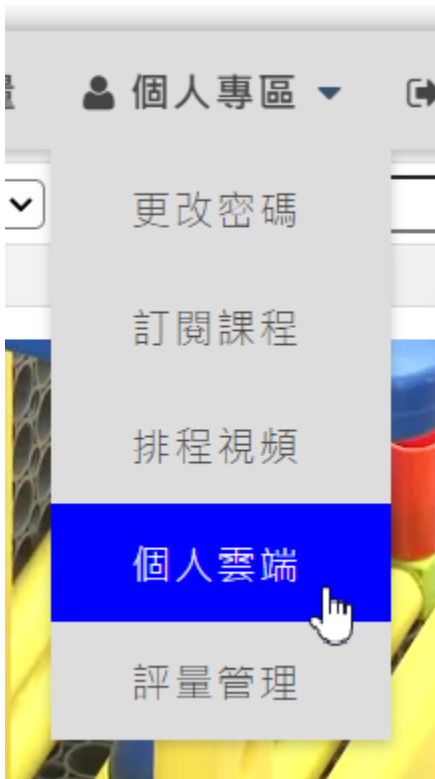 個人專區
更改密碼
訂閱課程
排程視頻
個人雲端
評量管理